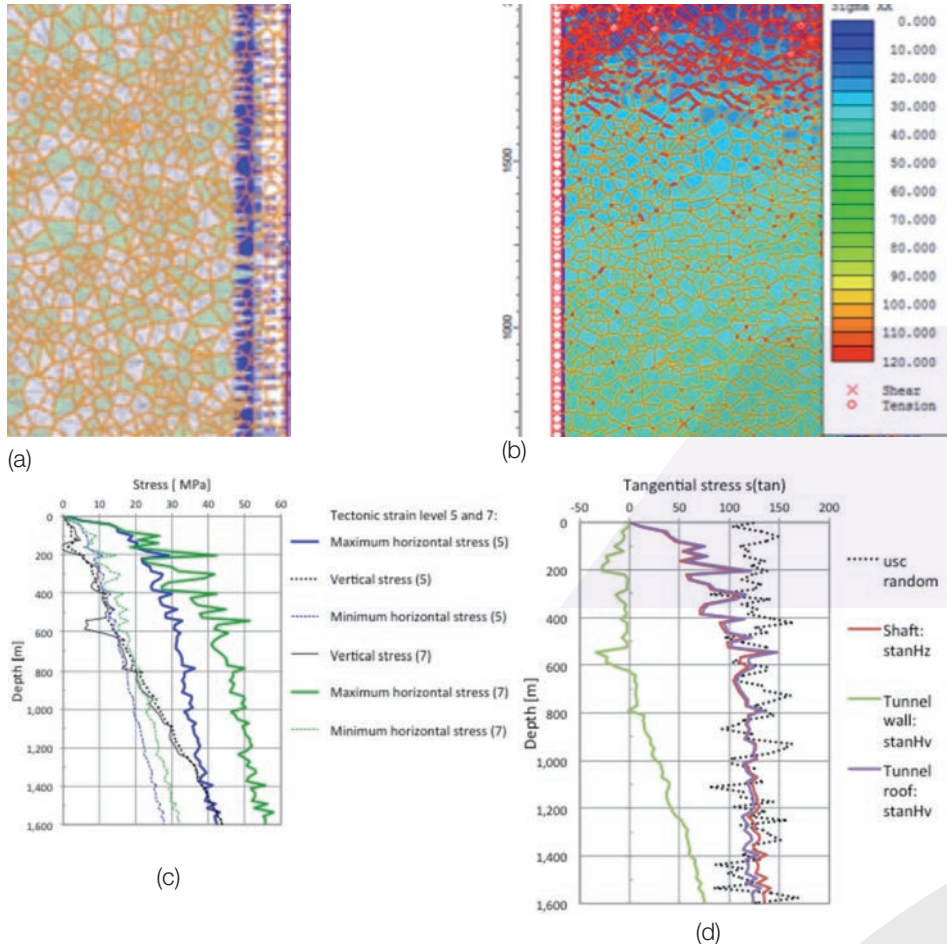 Sigma XX
0.000
10.000
20.000
30.000
40.000
50.000
60.000
70.000
80.000
90.000
100.000
110.000
120.000
Shear
Tension
1500
1000
(a)
(b)
Stress [ MPa]
0 10 20 30 40 50 60
0
200
400
600
800
1,000
1,200
1,400
1,600
Depth [m]
Tectonic strain level 5 and 7:
Maximum horizontal stress (5)
Vertical stress (5)
Minimum horizontal stress (5)
Vertical stress (7)
Maximum horizontal stress (7)
Minimum horizontal stress (7)
(c)
Tangential stress s(tan)
-50 0 50 100 150 200
0
200
400
600
800
1,000
1,200
1,400
1,600
Depth [m]
usc
random
Shaft:
stanHz
Tunnel
wall:
stanHv
Tunnel
roof:
stanHv
(d)